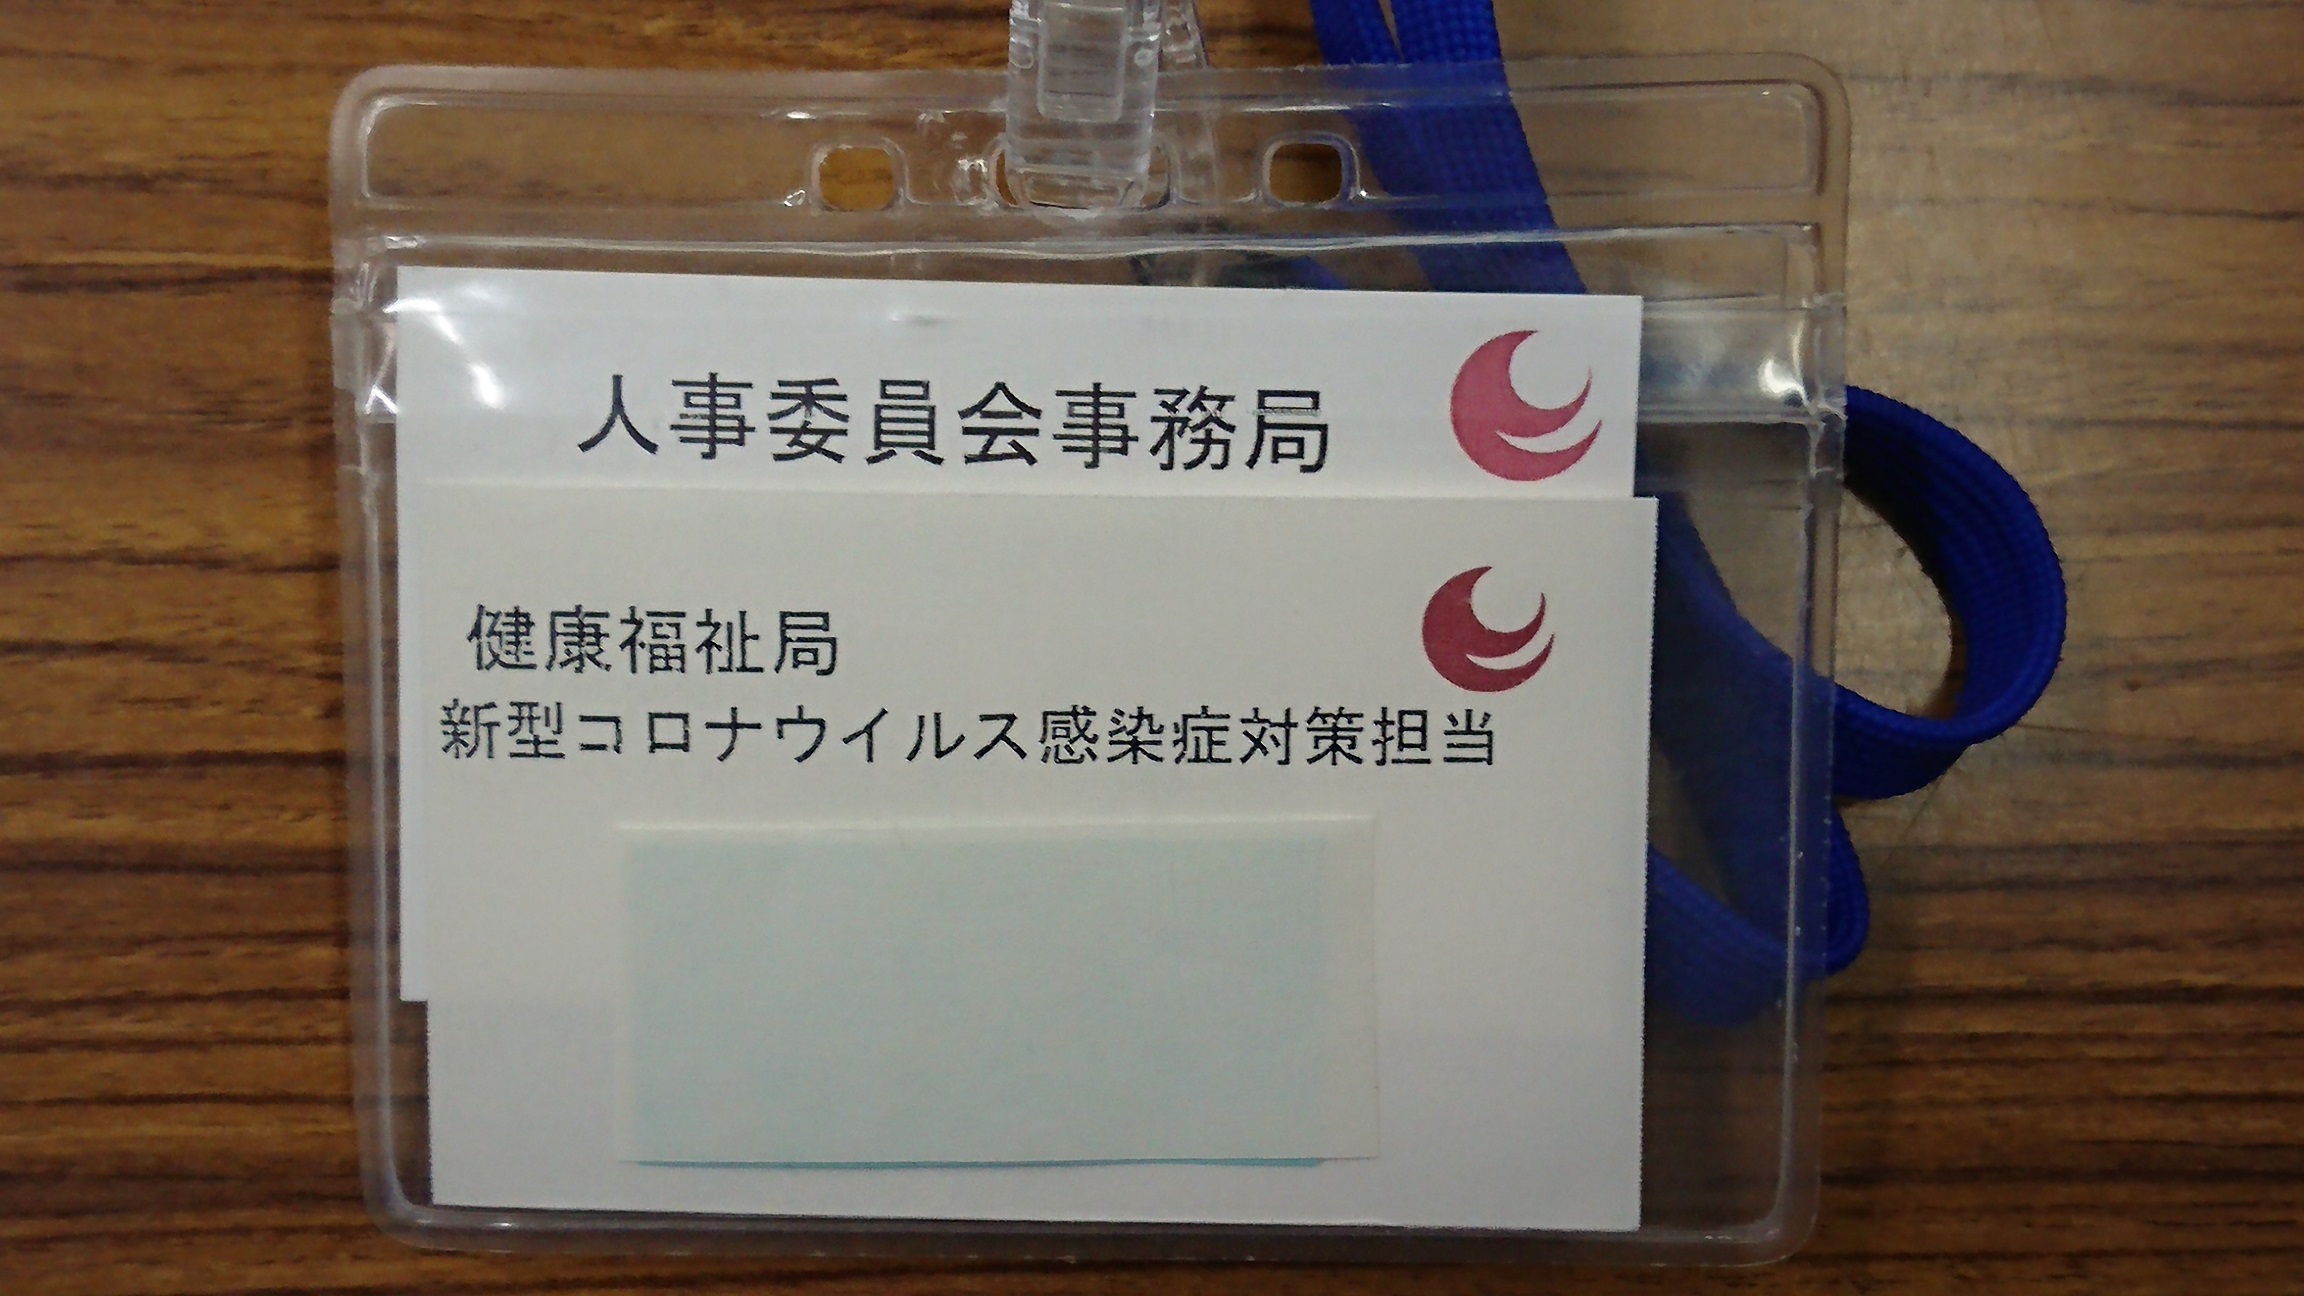 人事委員会事務局
健康福祉局
新型コロナウイルス感染症対策担当